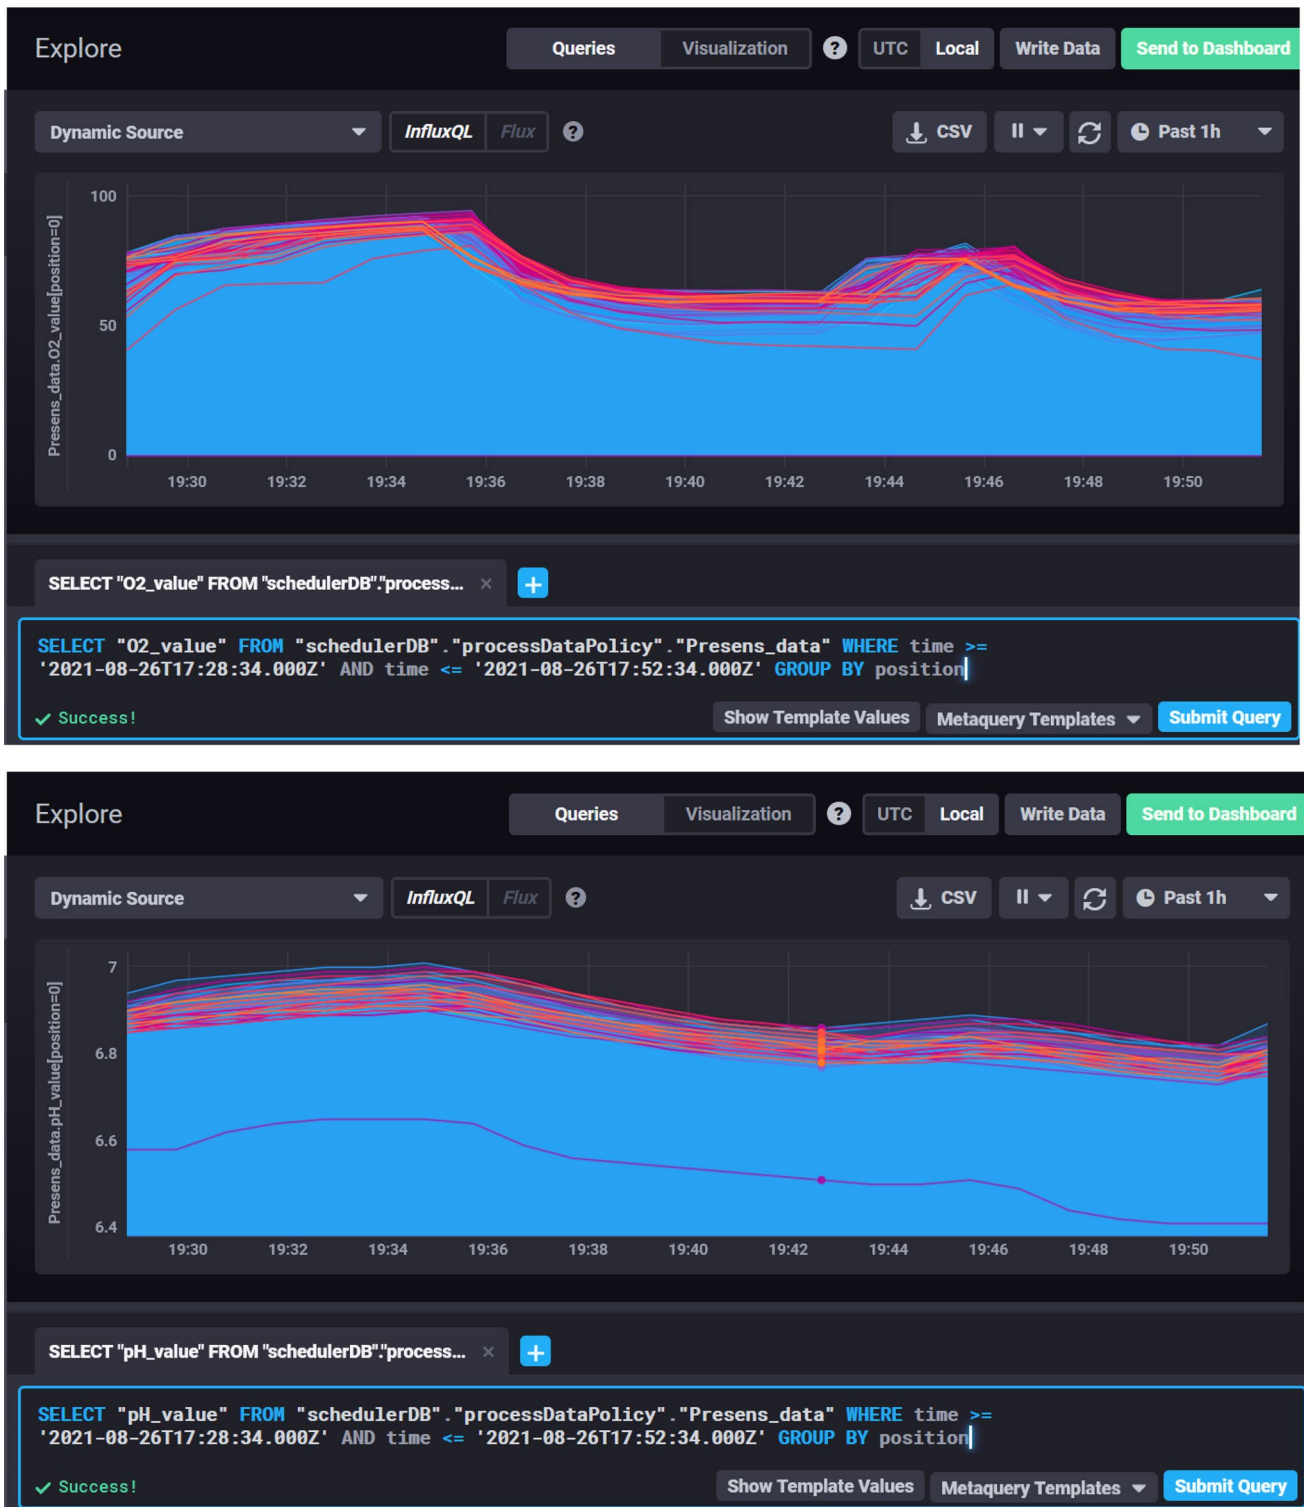 Explore
Queries Visualization ? UTC Local Write Data Send to Dashboard
Dynamic Source InfluxQL Flux ? CSV Past 1h
Presens_data.O2_value[position=0]
100
50
0
19:30 19:32 19:34 19:36 19:38 19:40 19:42 19:44 19:46 19:48 19:50
SELECT "O2_value" FROM "schedulerDB"."process... × +
SELECT "O2_value" FROM "schedulerDB"."processDataPolicy"."Presens_data" WHERE time >=
'2021-08-26T17:28:34.000Z' AND time <= '2021-08-26T17:52:34.000Z' GROUP BY position
Success! Show Template Values Metaquery Templates Submit Query
Explore
Queries Visualization ? UTC Local Write Data Send to Dashboard
Dynamic Source InfluxQL Flux ? CSV Past 1h
Presens_data.pH_value[position=0]
7
6.8
6.6
6.4
19:30 19:32 19:34 19:36 19:38 19:40 19:42 19:44 19:46 19:48 19:50
SELECT "pH_value" FROM "schedulerDB"."process... × +
SELECT "pH_value" FROM "schedulerDB"."processDataPolicy"."Presens_data" WHERE time >=
'2021-08-26T17:28:34.000Z' AND time <= '2021-08-26T17:52:34.000Z' GROUP BY position
Success! Show Template Values Metaquery Templates Submit Query